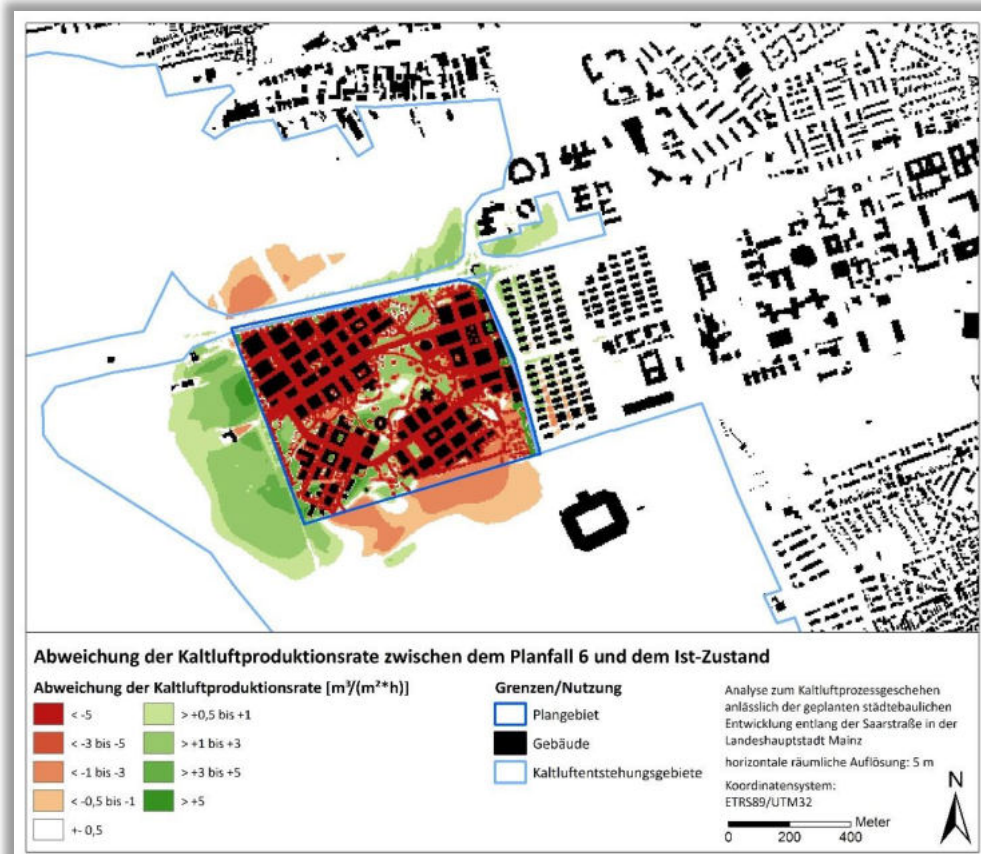 Abweichung der Kaltluftproduktionsrate zwischen dem Planfall 6 und dem Ist-Zustand
Abweichung der Kaltluftproduktionsrate [m³/(m²*h)]
< -5
< -3 bis -5
< -1 bis -3
< -0,5 bis -1
+- 0,5
> +0,5 bis +1
> +1 bis +3
> +3 bis +5
> +5
Grenzen/Nutzung
Plangebiet
Gebäude
Kaltluftentstehungsgebiete
Analyse zum Kaltluftprozessgeschehen
anlässlich der geplanten städtebaulichen
Entwicklung entlang der Saarstraße in der
Landeshauptstadt Mainz
horizontale räumliche Auflösung: 5 m
Koordinatensystem:
ETRS89/UTM32
Meter
0 200 400
N